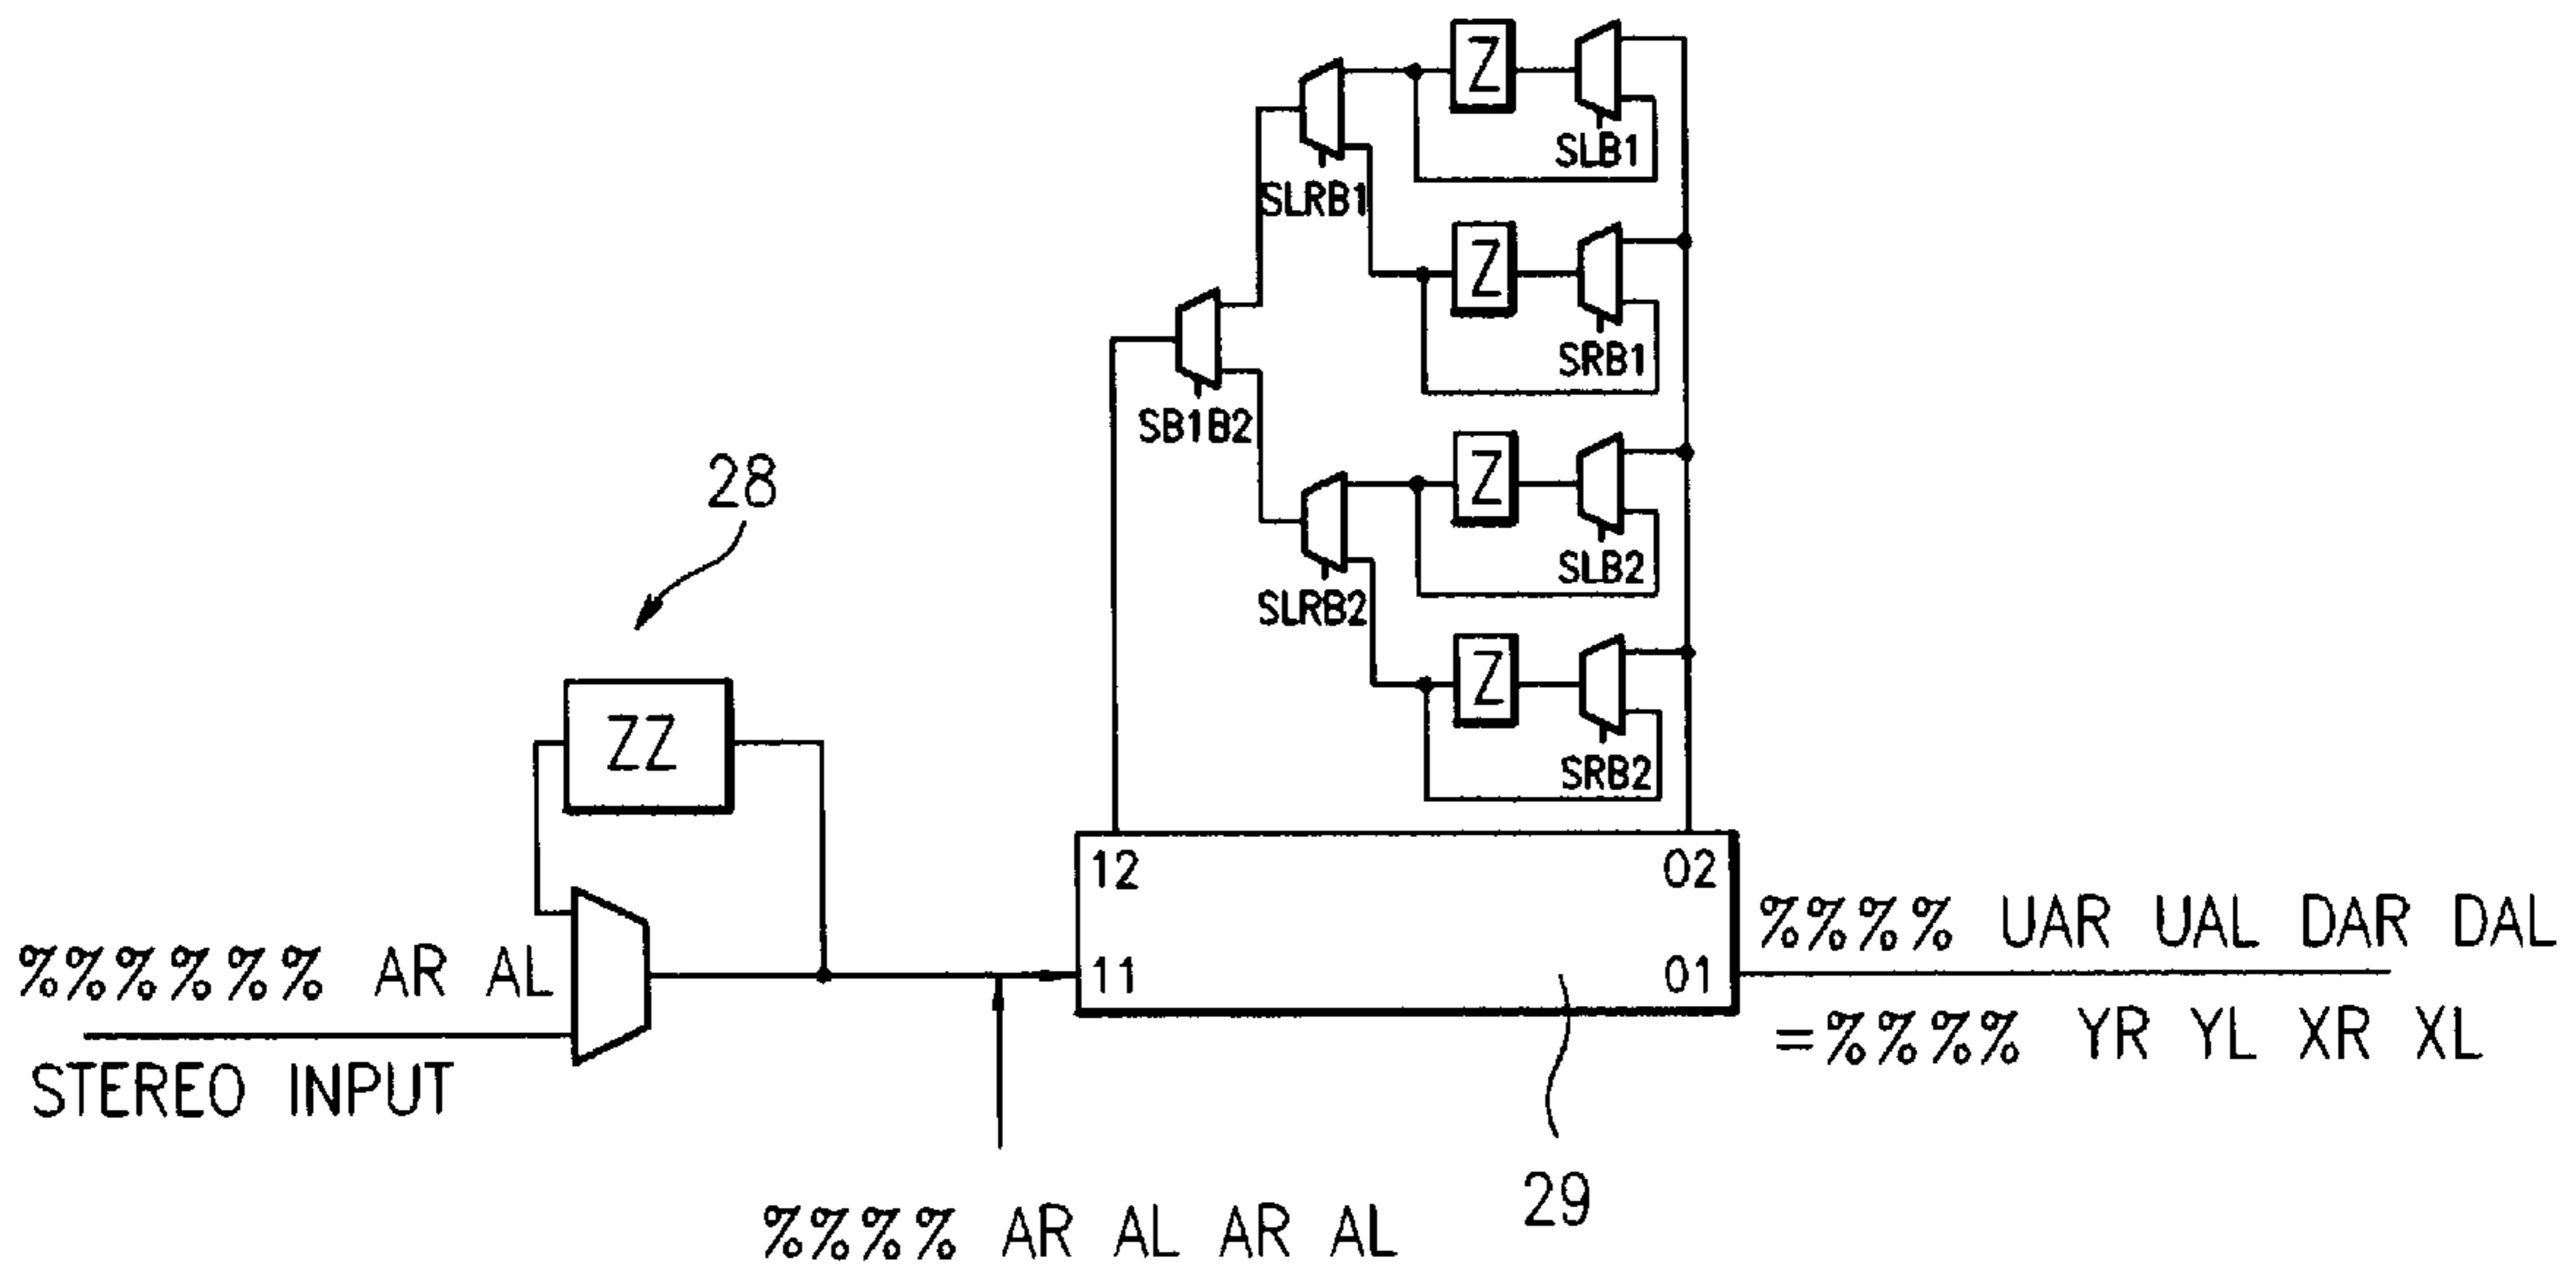 Z
SLB1
SLRB1
Z
SRB1
SB1B2
Z
SLB2
28
SLRB2
Z
SRB2
ZZ
12 02
%%%% UAR UAL DAR DAL
%%%%%% AR AL
11 01
=%%%% YR YL XR XL
STEREO INPUT
29
%%%% AR AL AR AL